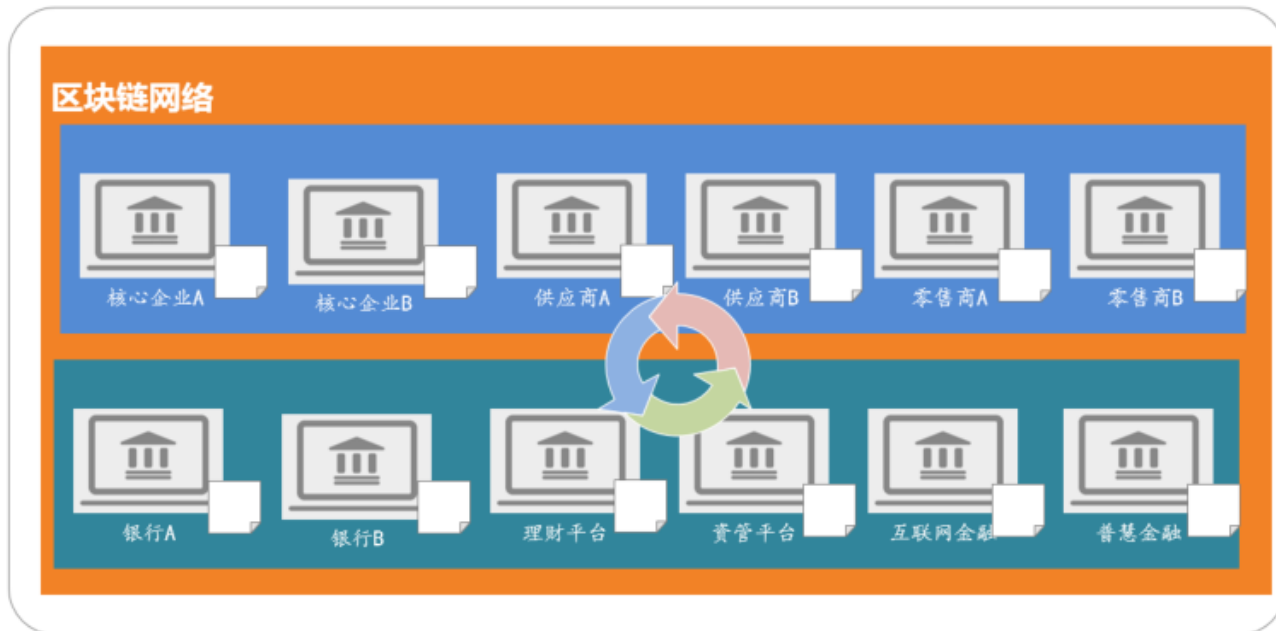 区块链网络
核心企业A
核心企业B
供应商A
供应商B
零售商A
零售商B
银行A
银行B
理财平台
資管平台
互联网金融
普慧金融